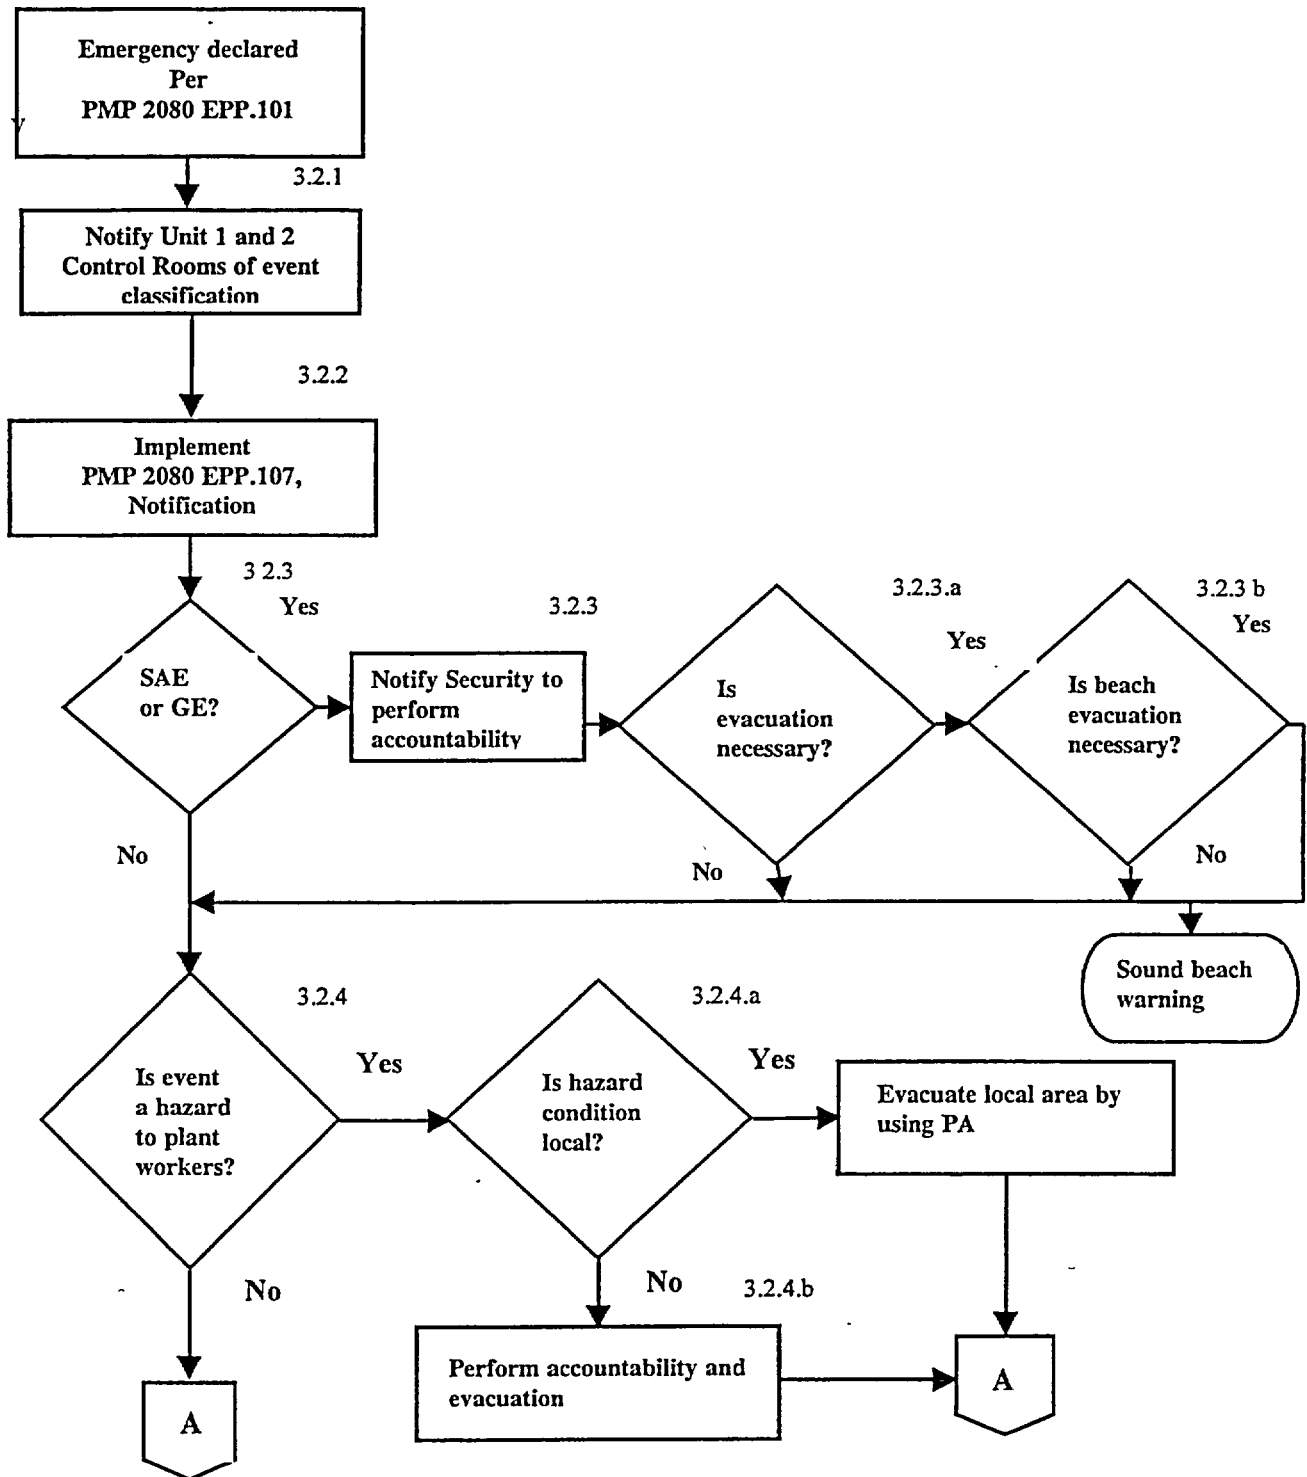 Emergency declared
Per
PMP 2080 EPP.101
3.2.1
Notify Unit 1 and 2
Control Rooms of event
classification
3.2.2
Implement
PMP 2080 EPP.107,
Notification
3 2.3
Yes
SAE
or GE?
No
3.2.3
Notify Security to
perform
accountability
3.2.3.a
Yes
Is
evacuation
necessary?
No
3.2.3 b
Yes
Is beach
evacuation
necessary?
No
Sound beach
warning
3.2.4
Is event
a hazard
to plant
workers?
Yes
No
3.2.4.a
Is hazard
condition
local?
Yes
No
Evacuate local area by
using PA
3.2.4.b
Perform accountability and
evacuation
A
A